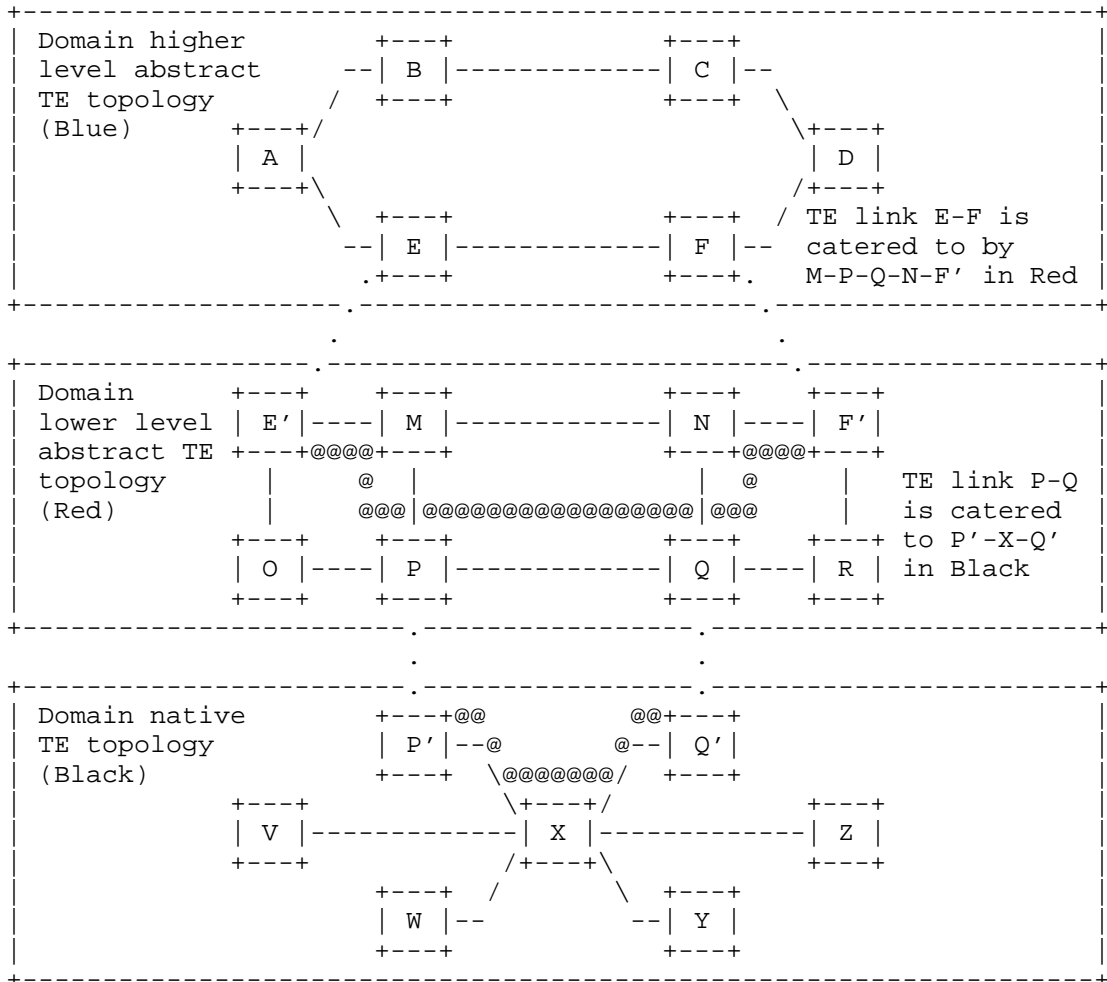 Domain higher +---+ +---+
level abstract --| B |-------------| C |--
TE topology / +---+ +---+ \
(Blue) +---+/ \+---+
| A | | D |
+---+\ /+---+
\ +---+ +---+ / TE link E-F is
--| E |-------------| F |-- catered to by
.+---+ +---+. M-P-Q-N-F' in Red
Domain +---+ +---+ +---+ +---+
lower level | E'|----| M |-------------| N |----| F'|
abstract TE +---+@@@@+---+ +---+@@@@+---+
topology | @ | | @ | TE link P-Q
(Red) | @@@|@@@@@@@@@@@@@@@@@|@@@ | is catered
+---+ +---+ +---+ +---+ to P'-X-Q'
| O |----| P |-------------| Q |----| R | in Black
+---+ +---+ +---+ +---+
Domain native +---+@@ @@+---+
TE topology | P'|--@ @--| Q'|
(Black) +---+ \@@@@@@@/ +---+
+---+ \+---+/ +---+
| V |-------------| X |-------------| Z |
+---+ /+---+\ +---+
+---+ / \ +---+
| W |-- --| Y |
+---+ +---+